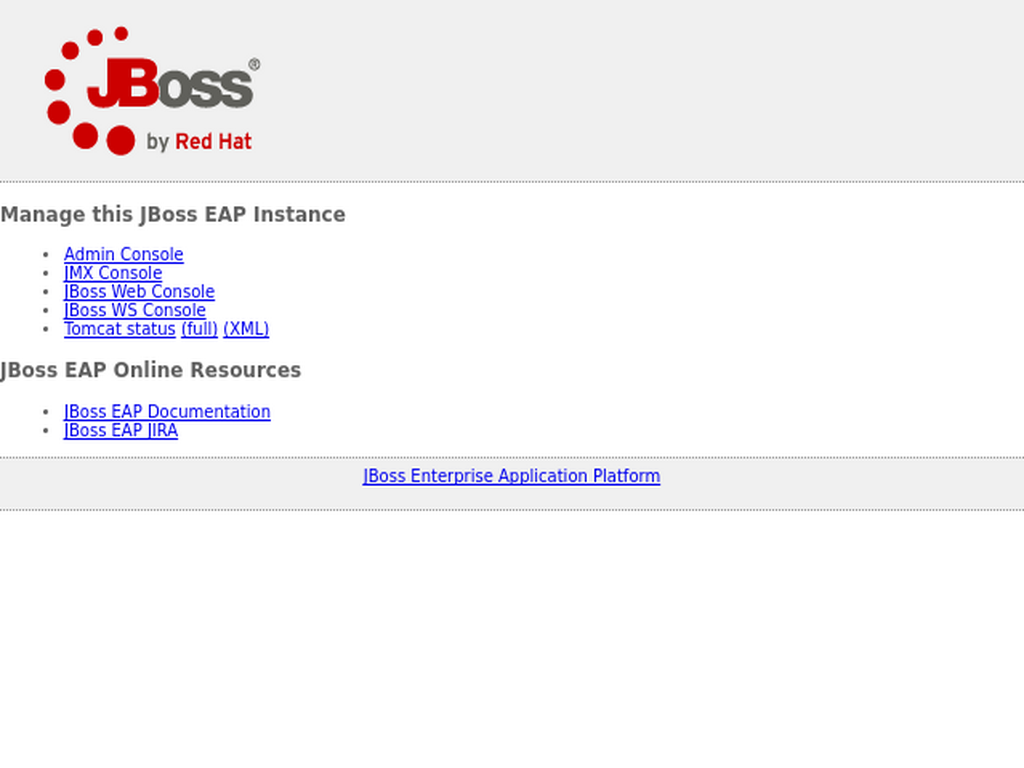 JBoss®
by Red Hat
Manage this JBoss EAP Instance
Admin Console
JMX Console
JBoss Web Console
JBoss WS Console
Tomcat status (full) (XML)
JBoss EAP Online Resources
JBoss EAP Documentation
JBoss EAP JIRA
JBoss Enterprise Application Platform